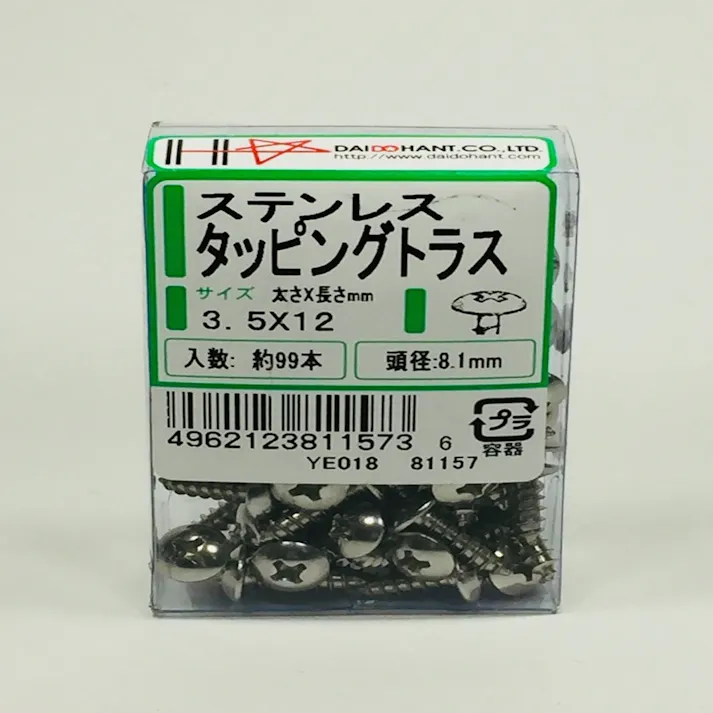 DAIDOHANT.CO.,LTD.
http://www.daidohant.com
ステンレス
タッピングトラス
サイズ 太さX長さmm
3.5X12
入数: 約99本
頭径:8.1mm
4962123811573 6
プラ
容器
YE018 81157